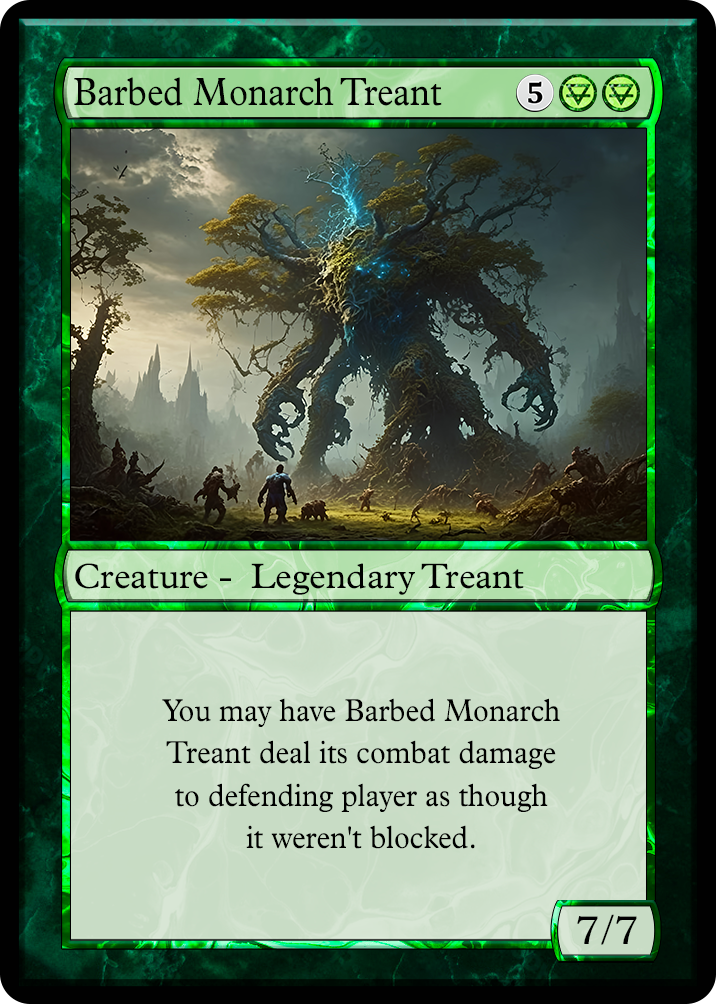 Barbed Monarch Treant 5
Creature - Legendary Treant
You may have Barbed Monarch
Treant deal its combat damage
to defending player as though
it weren't blocked.
7/7